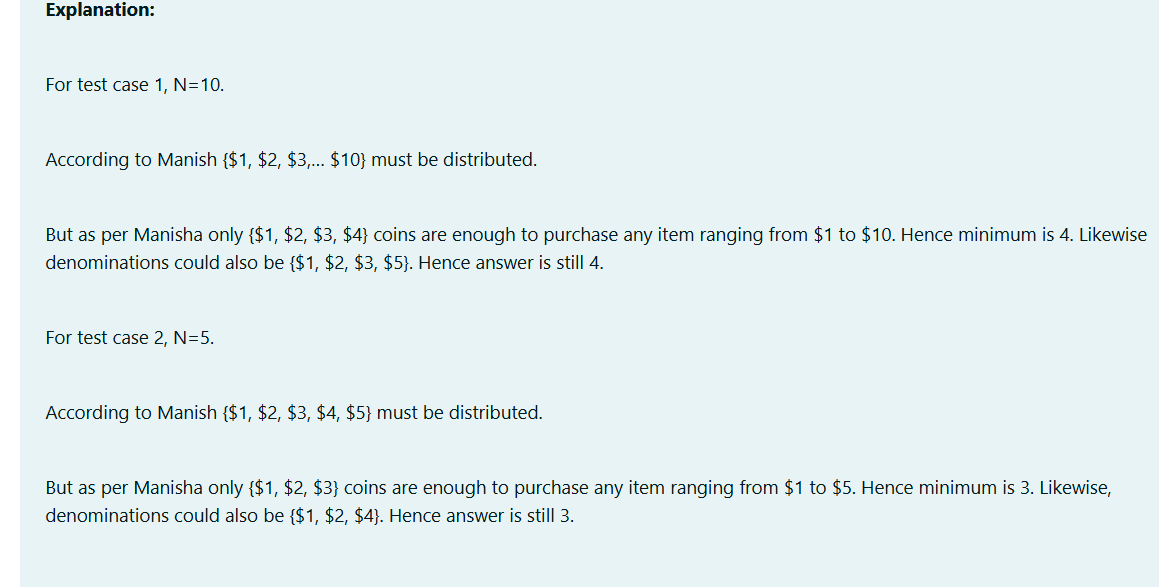 Explanation:
For test case 1, N=10.
According to Manish {$1, $2, $3,... $10} must be distributed.
But as per Manisha only {$1, $2, $3, $4} coins are enough to purchase any item ranging from $1 to $10. Hence minimum is 4. Likewise
denominations could also be {$1, $2, $3, $5}. Hence answer is still 4.
For test case 2, N=5.
According to Manish {$1, $2, $3, $4, $5} must be distributed.
But as per Manisha only {$1, $2, $3} coins are enough to purchase any item ranging from $1 to $5. Hence minimum is 3. Likewise,
denominations could also be {$1, $2, $4}. Hence answer is still 3.